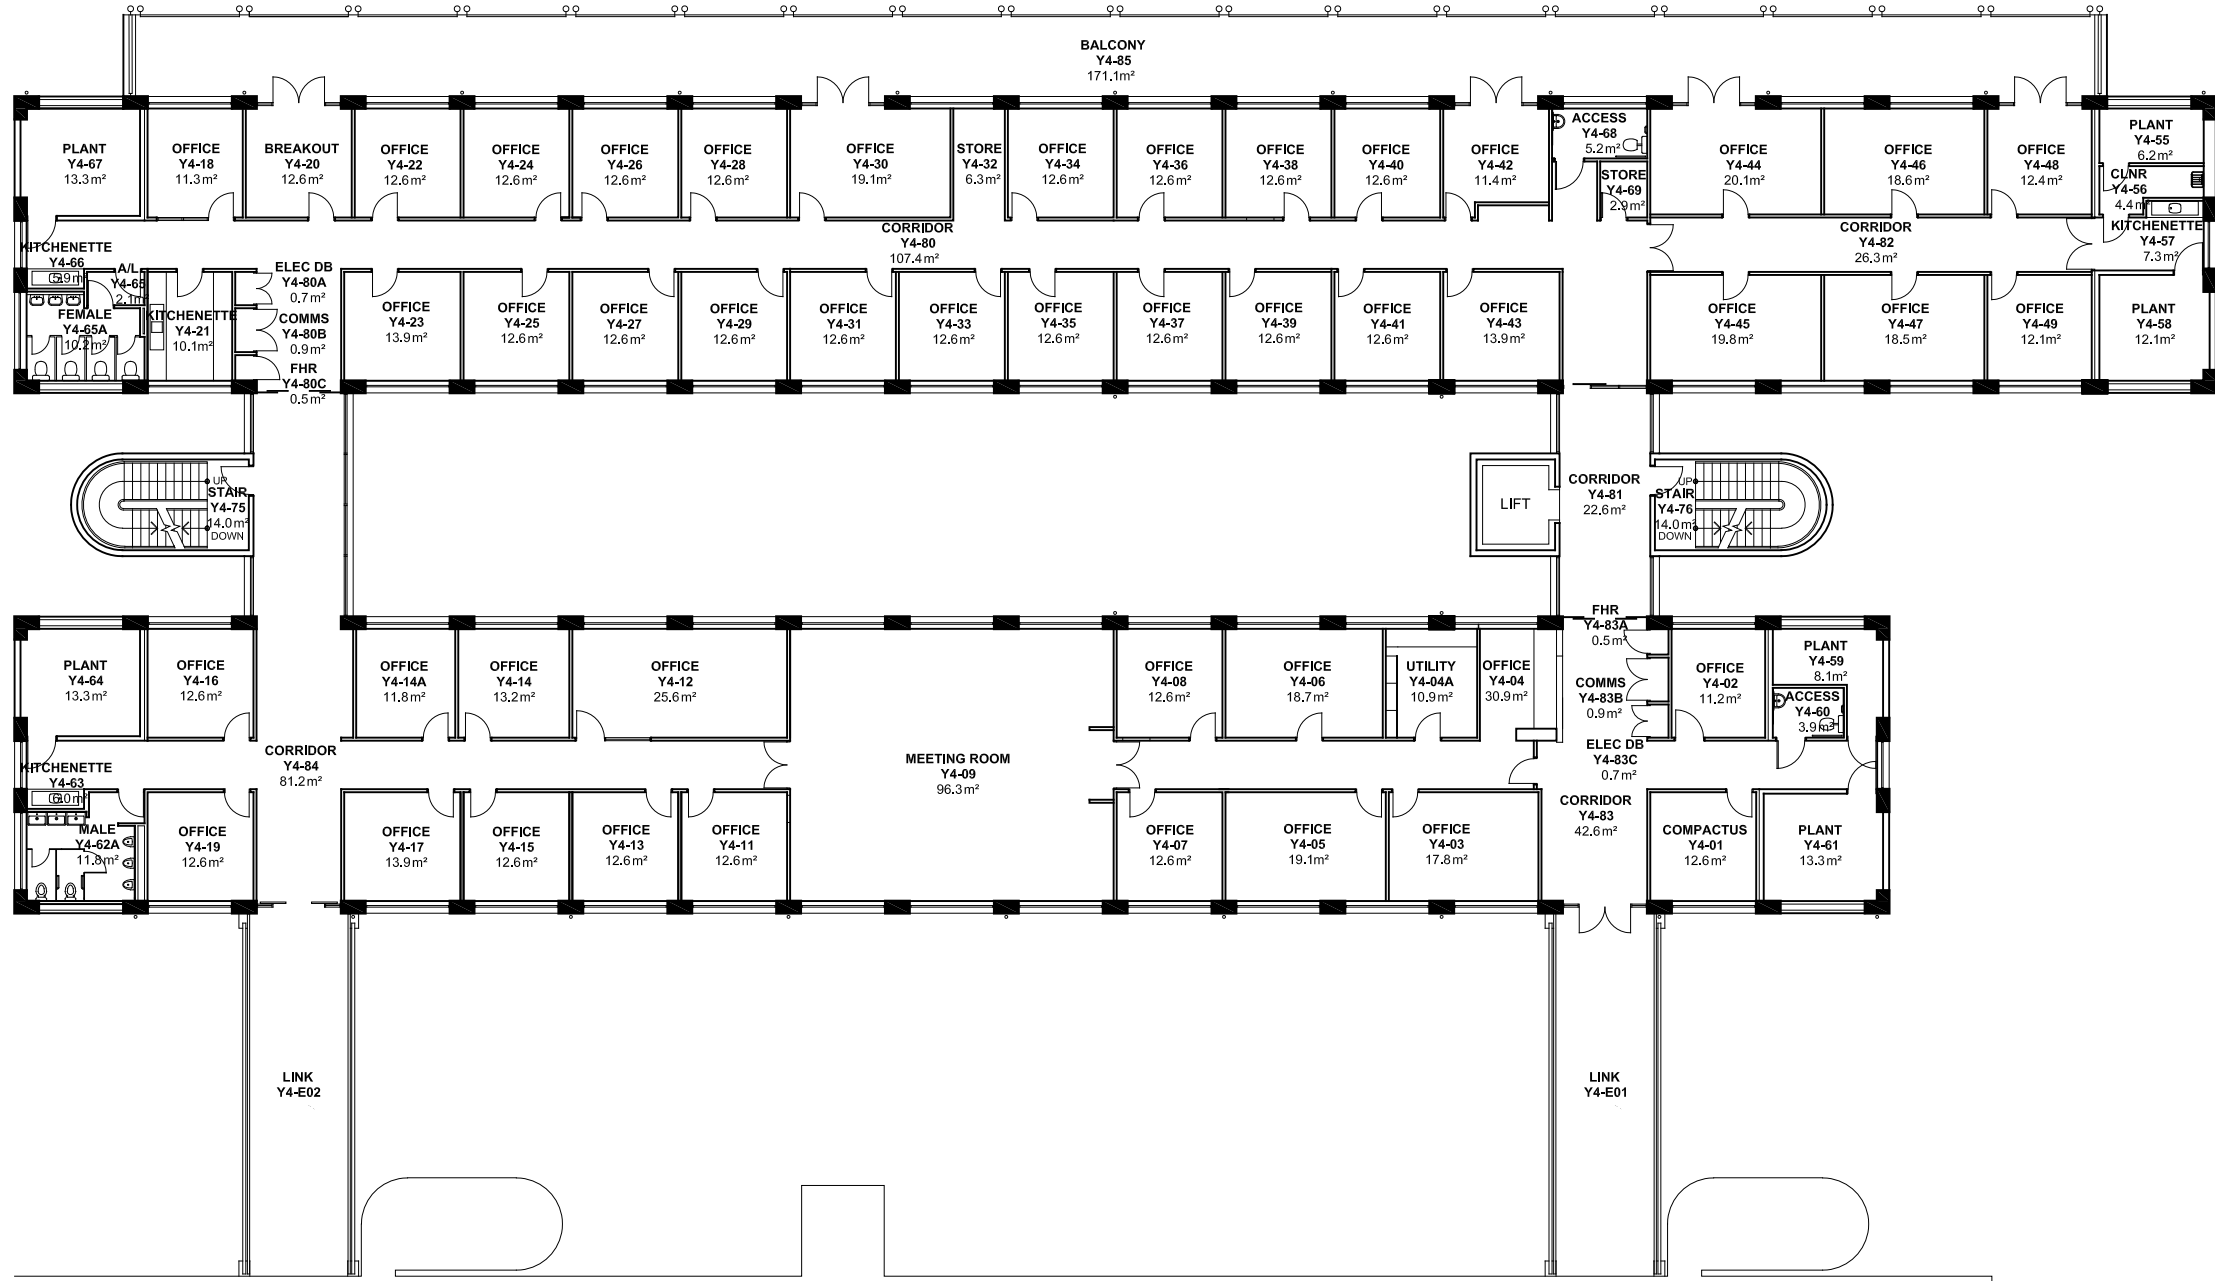 BALCONY
Y4-85
171.1m²
PLANT
Y4-67
13.3m²
OFFICE
Y4-18
11.3m²
BREAKOUT
Y4-20
12.6m²
OFFICE
Y4-22
12.6m²
OFFICE
Y4-24
12.6m²
OFFICE
Y4-26
12.6m²
OFFICE
Y4-28
12.6m²
OFFICE
Y4-30
19.1m²
STORE
Y4-32
6.3m²
OFFICE
Y4-34
12.6m²
OFFICE
Y4-36
12.6m²
OFFICE
Y4-38
12.6m²
OFFICE
Y4-40
12.6m²
OFFICE
Y4-42
11.4m²
ACCESS
Y4-68
5.2m²
STORE
Y4-69
2.9m²
OFFICE
Y4-44
20.1m²
OFFICE
Y4-46
18.6m²
OFFICE
Y4-48
12.4m²
PLANT
Y4-55
6.2m²
CLNR
Y4-56
4.4m²
KITCHENETTE
Y4-57
7.3m²
KITCHENETTE
Y4-66
5.9m²
A/L
Y4-65
2.1m²
CORRIDOR
Y4-80
107.4m²
CORRIDOR
Y4-82
26.3m²
FEMALE
Y4-65A
10.2m²
KITCHENETTE
Y4-21
10.1m²
ELEC DB
Y4-80A
0.7m²
COMMS
Y4-80B
0.9m²
FHR
Y4-80C
0.5m²
OFFICE
Y4-23
13.9m²
OFFICE
Y4-25
12.6m²
OFFICE
Y4-27
12.6m²
OFFICE
Y4-29
12.6m²
OFFICE
Y4-31
12.6m²
OFFICE
Y4-33
12.6m²
OFFICE
Y4-35
12.6m²
OFFICE
Y4-37
12.6m²
OFFICE
Y4-39
12.6m²
OFFICE
Y4-41
12.6m²
OFFICE
Y4-43
13.9m²
OFFICE
Y4-45
19.8m²
OFFICE
Y4-47
18.5m²
OFFICE
Y4-49
12.1m²
PLANT
Y4-58
12.1m²
UP
STAIR
Y4-75
14.0m²
DOWN
LIFT
CORRIDOR
Y4-81
22.6m²
UP
STAIR
Y4-76
14.0m²
DOWN
PLANT
Y4-64
13.3m²
OFFICE
Y4-16
12.6m²
OFFICE
Y4-14A
11.8m²
OFFICE
Y4-14
13.2m²
OFFICE
Y4-12
25.6m²
OFFICE
Y4-08
12.6m²
OFFICE
Y4-06
18.7m²
UTILITY
Y4-04A
10.9m²
OFFICE
Y4-04
30.9m²
FHR
Y4-83A
0.5m²
COMMS
Y4-83B
0.9m²
ELEC DB
Y4-83C
0.7m²
OFFICE
Y4-02
11.2m²
PLANT
Y4-59
8.1m²
ACCESS
Y4-60
3.9m²
KITCHENETTE
Y4-63
6.0m²
CORRIDOR
Y4-84
81.2m²
MEETING ROOM
Y4-09
96.3m²
CORRIDOR
Y4-83
42.6m²
MALE
Y4-62A
11.8m²
OFFICE
Y4-19
12.6m²
OFFICE
Y4-17
13.9m²
OFFICE
Y4-15
12.6m²
OFFICE
Y4-13
12.6m²
OFFICE
Y4-11
12.6m²
OFFICE
Y4-07
12.6m²
OFFICE
Y4-05
19.1m²
OFFICE
Y4-03
17.8m²
COMPACTUS
Y4-01
12.6m²
PLANT
Y4-61
13.3m²
LINK
Y4-E02
LINK
Y4-E01